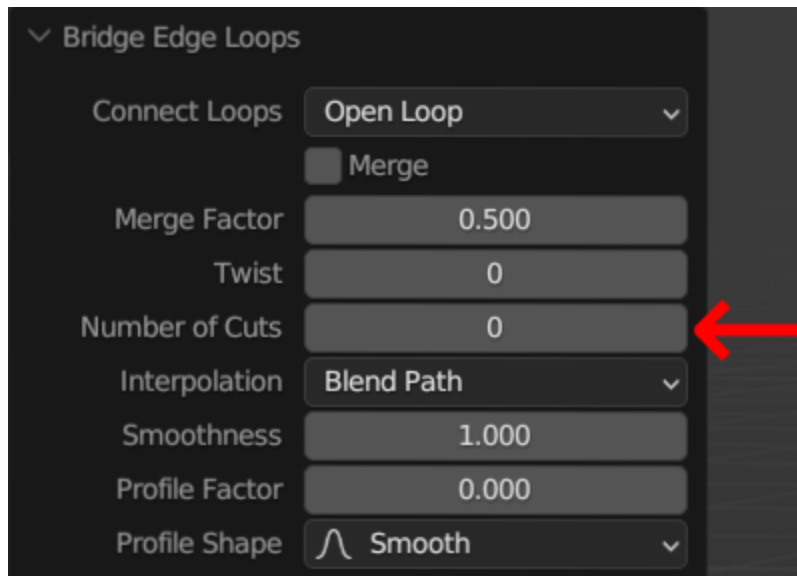 Bridge Edge Loops
Connect Loops Open Loop
Merge
Merge Factor 0.500
Twist 0
Number of Cuts 0
Interpolation Blend Path
Smoothness 1.000
Profile Factor 0.000
Profile Shape Smooth